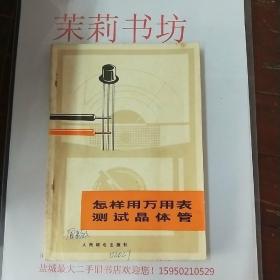 茉莉书坊
怎样用万用表
测试晶体管
人民邮电出版社
盐城最大二手旧书店欢迎您！15950210529